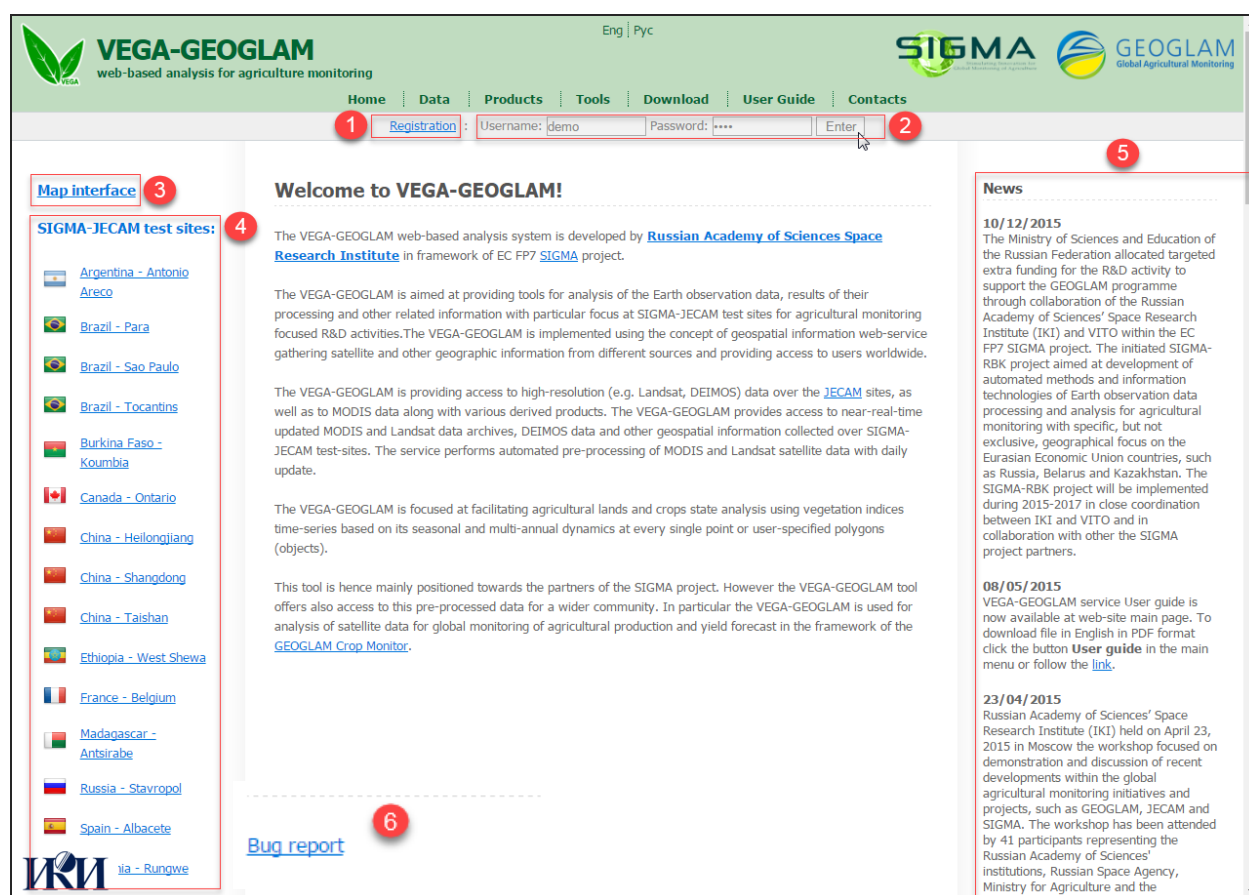 Eng | Рус
VEGA-GEOGLAM
web-based analysis for agriculture monitoring
VEGA
SIGMA
GEOGLAM
Global Agricultural Monitoring
Home Data Products Tools Download User Guide Contacts
1 Registration : Username: demo Password: •••• Enter 2
Map interface 3
SIGMA-JECAM test sites: 4
Argentina - Antonio
Areco
Brazil - Para
Brazil - Sao Paulo
Brazil - Tocantins
Burkina Faso -
Koumbia
Canada - Ontario
China - Heilongjiang
China - Shangdong
China - Taishan
Ethiopia - West Shewa
France - Belgium
Madagascar -
Antsirabe
Russia - Stavropol
Spain - Albacete
ИКИ
nia - Rungwe
Welcome to VEGA-GEOGLAM!
The VEGA-GEOGLAM web-based analysis system is developed by Russian Academy of Sciences Space
Research Institute in framework of EC FP7 SIGMA project.
The VEGA-GEOGLAM is aimed at providing tools for analysis of the Earth observation data, results of their
processing and other related information with particular focus at SIGMA-JECAM test sites for agricultural monitoring
focused R&D activities.The VEGA-GEOGLAM is implemented using the concept of geospatial information web-service
gathering satellite and other geographic information from different sources and providing access to users worldwide.
The VEGA-GEOGLAM is providing access to high-resolution (e.g. Landsat, DEIMOS) data over the JECAM sites, as
well as to MODIS data along with various derived products. The VEGA-GEOGLAM provides access to near-real-time
updated MODIS and Landsat data archives, DEIMOS data and other geospatial information collected over SIGMA-
JECAM test-sites. The service performs automated pre-processing of MODIS and Landsat satellite data with daily
update.
The VEGA-GEOGLAM is focused at facilitating agricultural lands and crops state analysis using vegetation indices
time-series based on its seasonal and multi-annual dynamics at every single point or user-specified polygons
(objects).
This tool is hence mainly positioned towards the partners of the SIGMA project. However the VEGA-GEOGLAM tool
offers also access to this pre-processed data for a wider community. In particular the VEGA-GEOGLAM is used for
analysis of satellite data for global monitoring of agricultural production and yield forecast in the framework of the
GEOGLAM Crop Monitor.
6
Bug report
5
News
10/12/2015
The Ministry of Sciences and Education of
the Russian Federation allocated targeted
extra funding for the R&D activity to
support the GEOGLAM programme
through collaboration of the Russian
Academy of Sciences' Space Research
Institute (IKI) and VITO within the EC
FP7 SIGMA project. The initiated SIGMA-
RBK project aimed at development of
automated methods and information
technologies of Earth observation data
processing and analysis for agricultural
monitoring with specific, but not
exclusive, geographical focus on the
Eurasian Economic Union countries, such
as Russia, Belarus and Kazakhstan. The
SIGMA-RBK project will be implemented
during 2015-2017 in close coordination
between IKI and VITO and in
collaboration with other the SIGMA
project partners.
08/05/2015
VEGA-GEOGLAM service User guide is
now available at web-site main page. To
download file in English in PDF format
click the button User guide in the main
menu or follow the link.
23/04/2015
Russian Academy of Sciences' Space
Research Institute (IKI) held on April 23,
2015 in Moscow the workshop focused on
demonstration and discussion of recent
developments within the global
agricultural monitoring initiatives and
projects, such as GEOGLAM, JECAM and
SIGMA. The workshop has been attended
by 41 participants representing the
Russian Academy of Sciences'
institutions, Russian Space Agency,
Ministry for Agriculture and the